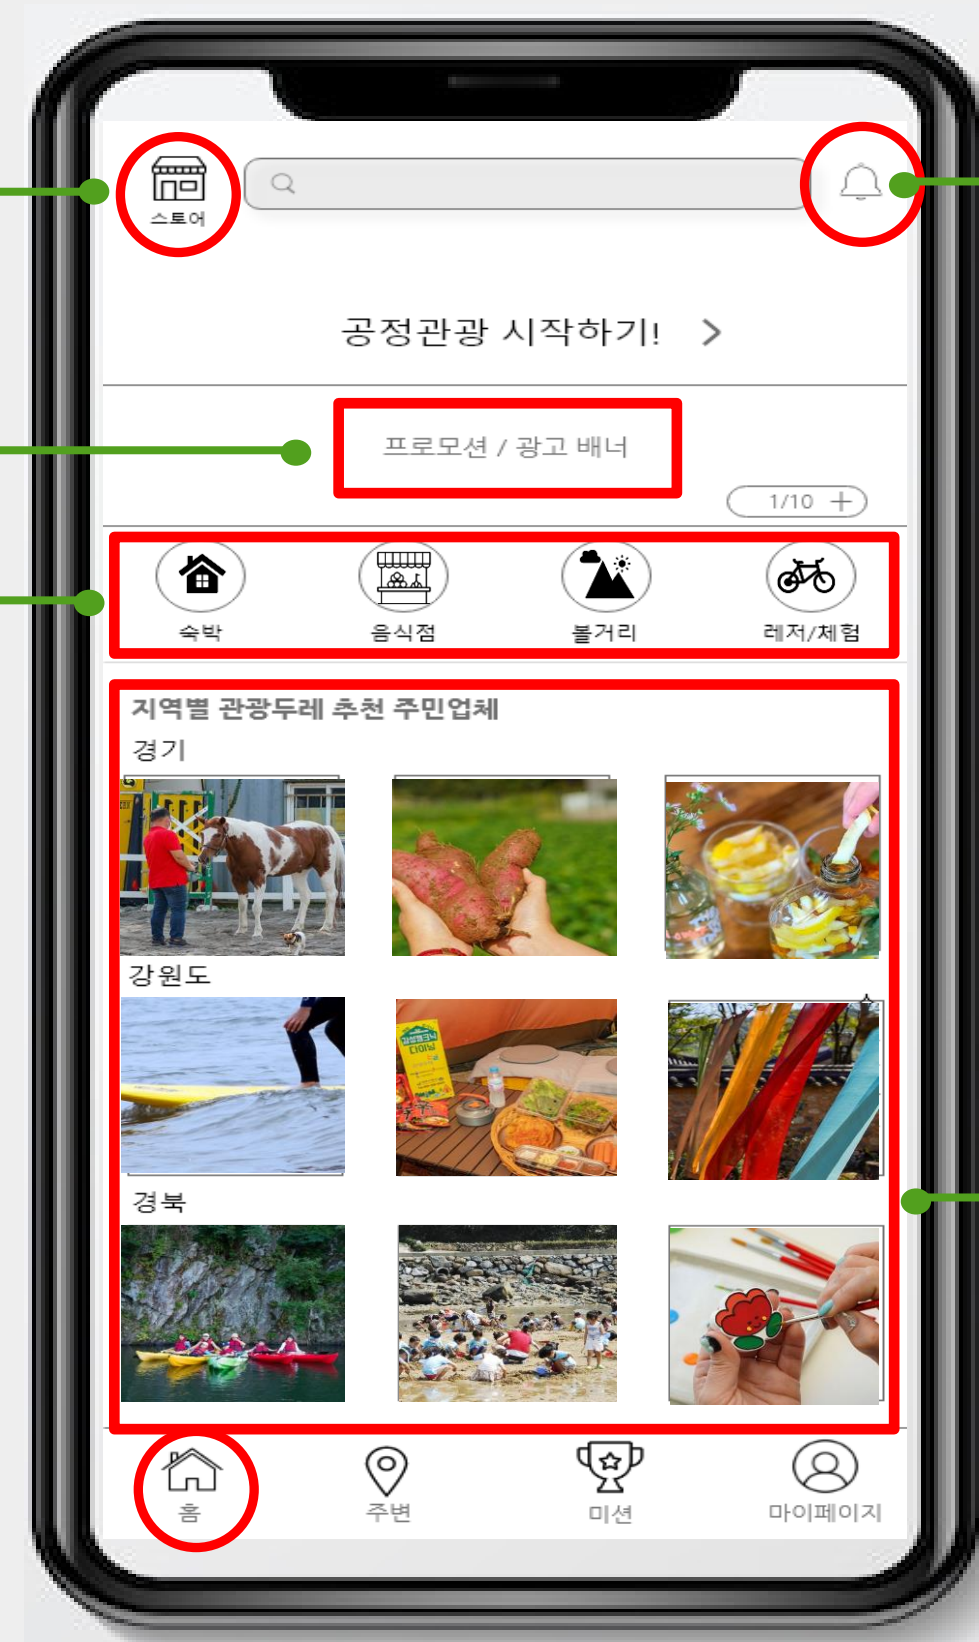 스토어
공정관광 시작하기!
프로모션 / 광고 배너
1/10 +
숙박 음식점 볼거리 레저/체험
지역별 관광두레 추천 주민업체
경기
강원도
경북
홈 주변 미션 마이페이지